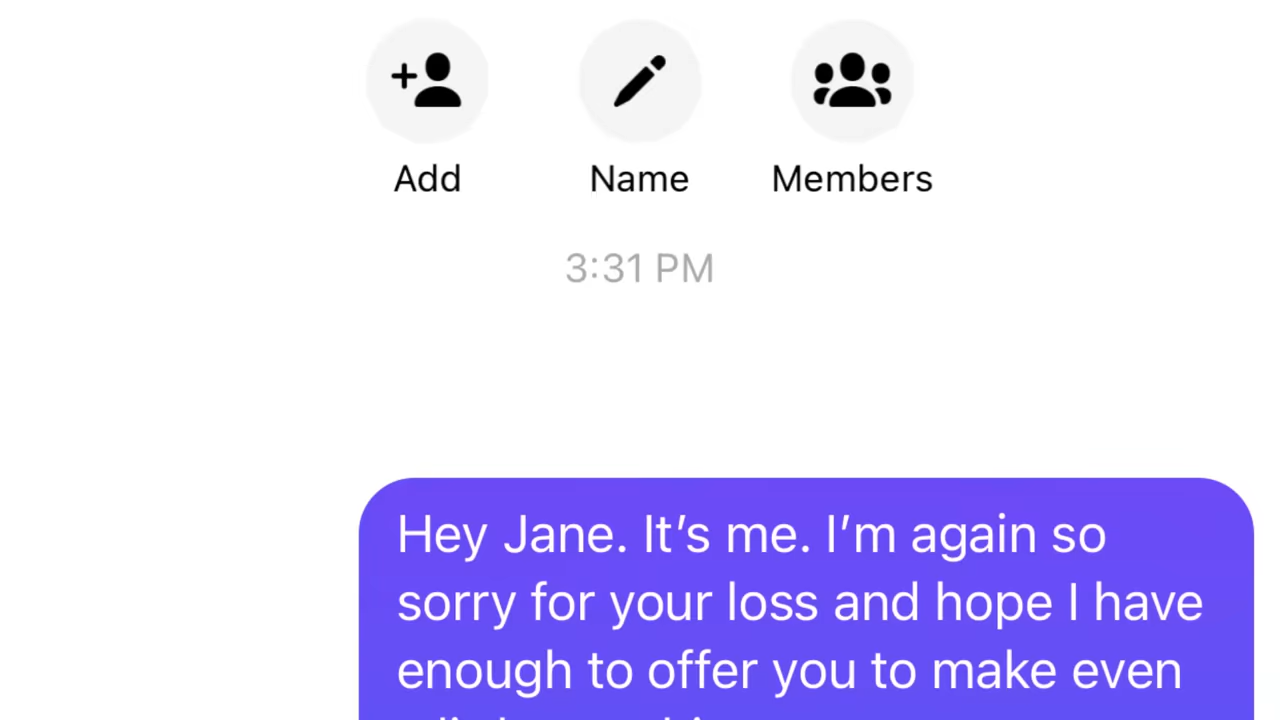 Add Name Members
3:31 PM
Hey Jane. It’s me. I’m again so
sorry for your loss and hope I have
enough to offer you to make even